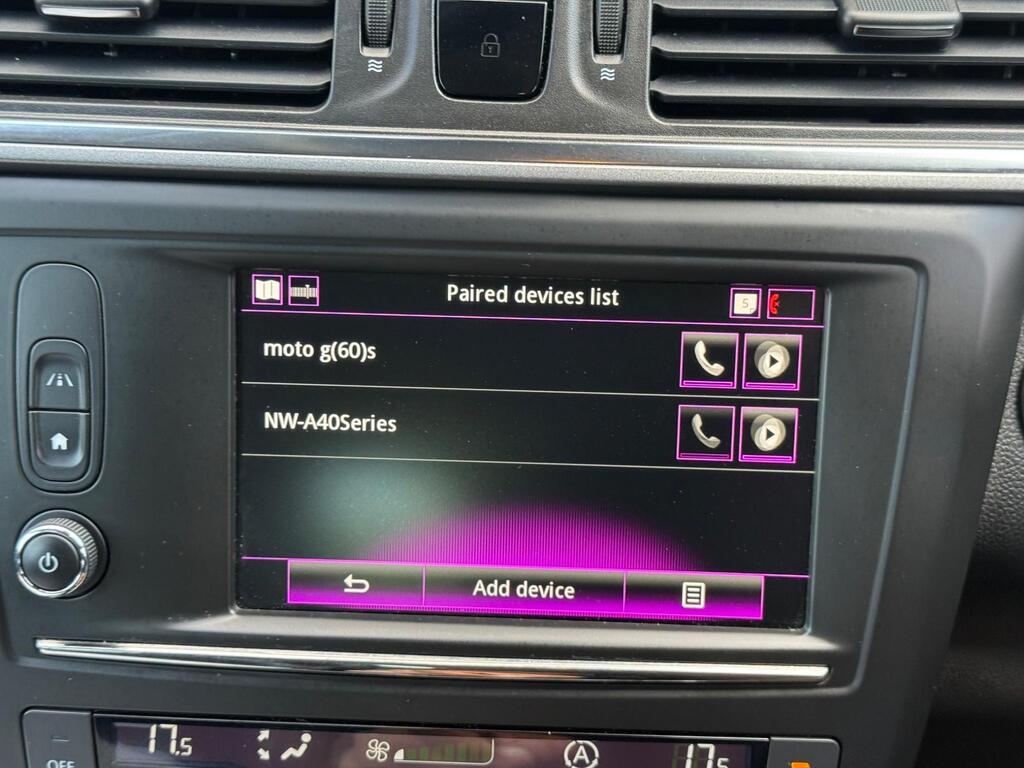 Paired devices list
5
moto g(60)s
NW-A40Series
Add device
17.5
A
17.5
OFF